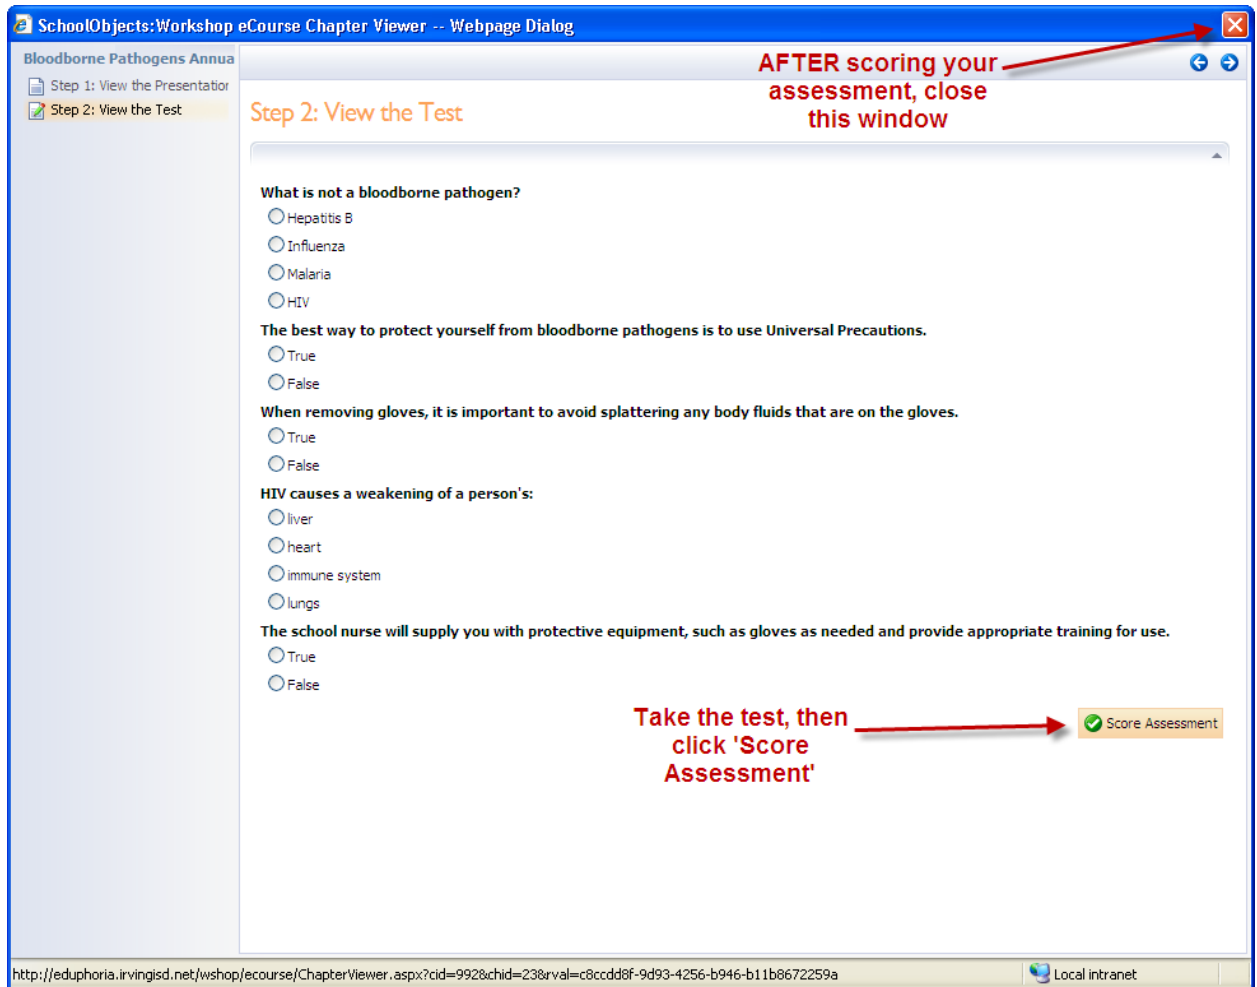 SchoolObjects:Workshop eCourse Chapter Viewer -- Webpage Dialog
Bloodborne Pathogens Annua
Step 1: View the Presentation
Step 2: View the Test
AFTER scoring your
assessment, close
this window
Step 2: View the Test
What is not a bloodborne pathogen?
Hepatitis B
Influenza
Malaria
HIV
The best way to protect yourself from bloodborne pathogens is to use Universal Precautions.
True
False
When removing gloves, it is important to avoid splattering any body fluids that are on the gloves.
True
False
HIV causes a weakening of a person's:
liver
heart
immune system
lungs
The school nurse will supply you with protective equipment, such as gloves as needed and provide appropriate training for use.
True
False
Take the test, then
click 'Score
Assessment'
Score Assessment
http://eduphoria.irvingisd.net/wshop/ecourse/ChapterViewer.aspx?cid=992&chid=23&rval=c8ccdd8f-9d93-4256-b946-b11b8672259a
Local intranet